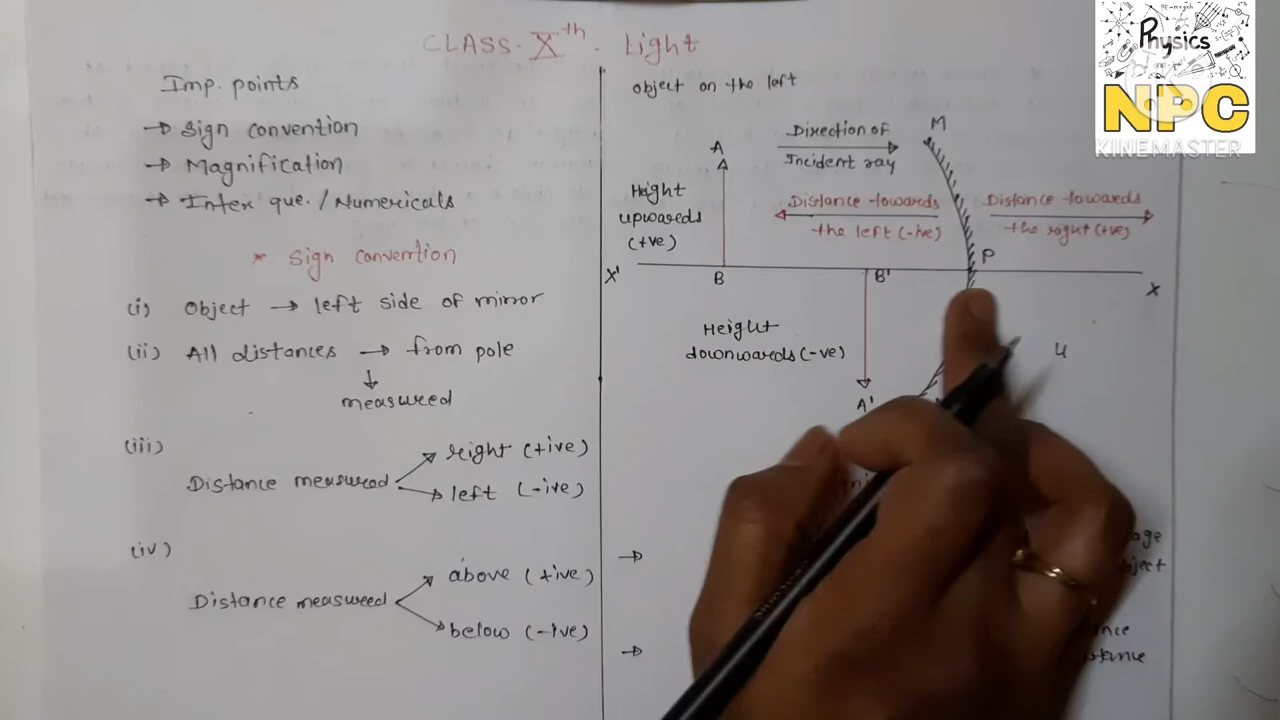 CLASS-Xth. Light
Imp. points
→ Sign convention
→ Magnification
→ Intex que. / Numericals
* Sign convention
(i) Object → left side of mirror
(ii) All distances → from pole
↓
measured
(iii)
Distance measured
right (+ive)
left (-ive)
(iv)
Distance measured
above (+ive)
below (-ive)
object on the left
A
Direction of
Incident ray
M
Height
upwards
(+ve)
Distance towards
the left (-ive)
Distance towards
the right (+ve)
P
X'
B
B'
X
Height
downwards (-ve)
A'
u
→
→
Physics
NPC
KINEMASTER